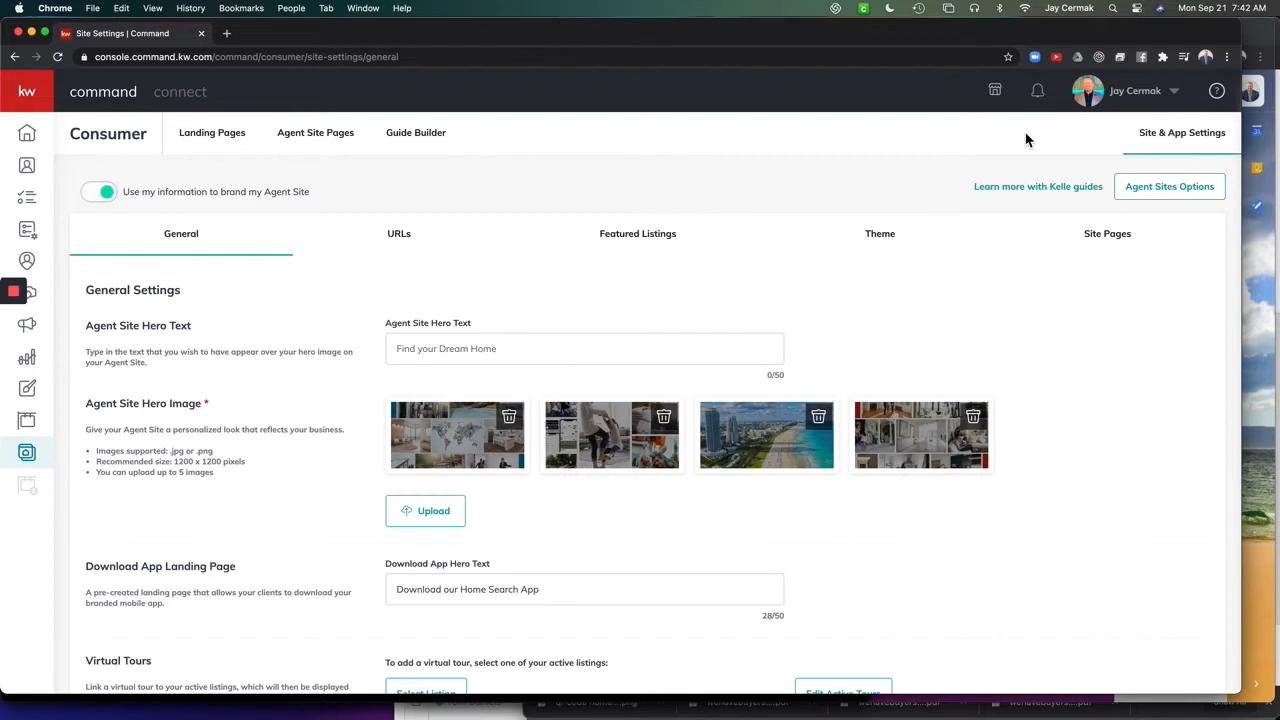 Chrome File Edit View History Bookmarks People Tab Window Help Mon Sep 21 7:42 AM
kw Site Settings | Command
console.command.kw.com/command/consumer/site-settings/general
kw command connect Jay Cermak
Consumer Landing Pages Agent Site Pages Guide Builder Site & App Settings
Use my information to brand my Agent Site Learn more with Kelle guides Agent Sites Options
General URLs Featured Listings Theme Site Pages
General Settings
Agent Site Hero Text
Type in the text that you wish to have appear over your hero image on
your Agent Site.
Agent Site Hero Text
Find your Dream Home
0/50
Agent Site Hero Image *
Give your Agent Site a personalized look that reflects your business.
• Images supported: .jpg or .png
• Recommended size: 1200 x 1200 pixels
• You can upload up to 5 images
Upload
Download App Landing Page
A pre-created landing page that allows your clients to download your
branded mobile app.
Download App Hero Text
Download our Home Search App
28/50
Virtual Tours
Link a virtual tour to your active listings, which will then be displayed
To add a virtual tour, select one of your active listings:
Select Listing Edit Active Tours